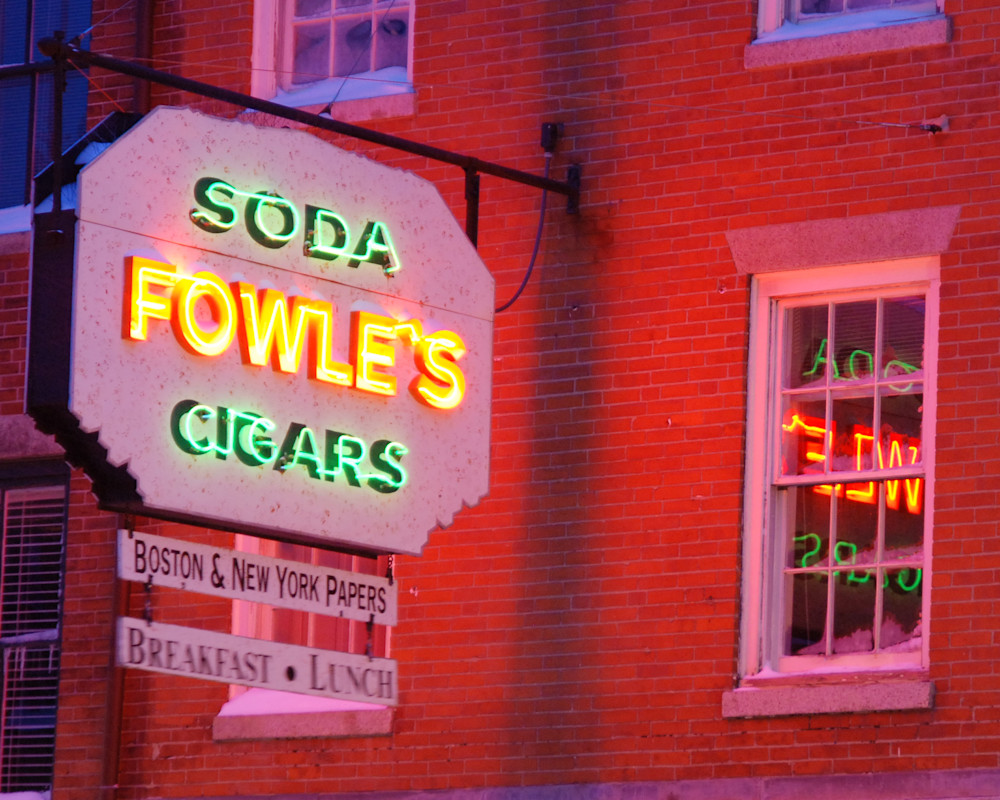 SODA
FOWLE'S
CIGARS
BOSTON & NEW YORK PAPERS
BREAKFAST • LUNCH